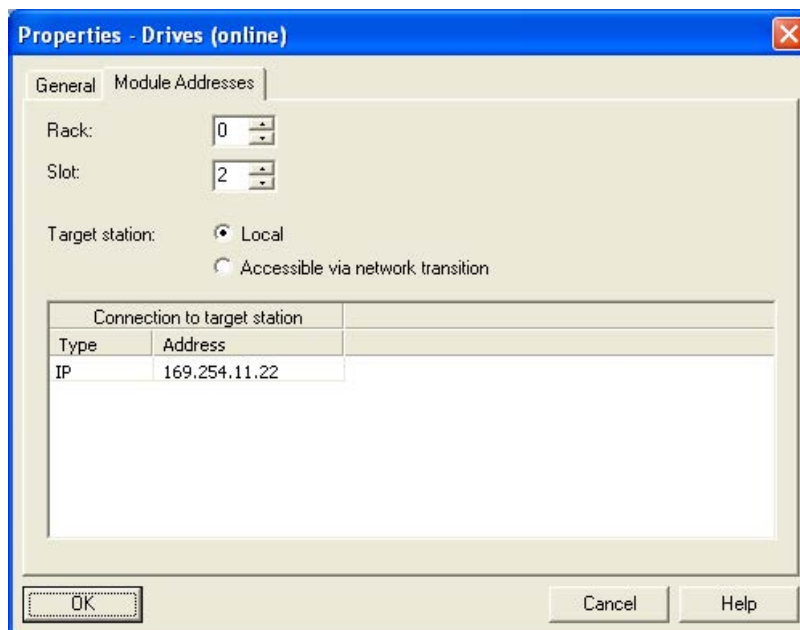 Properties - Drives (online)
General Module Addresses
Rack: 0
Slot: 2
Target station: Local
Accessible via network transition
Connection to target station
Type Address
IP 169.254.11.22
OK Cancel Help